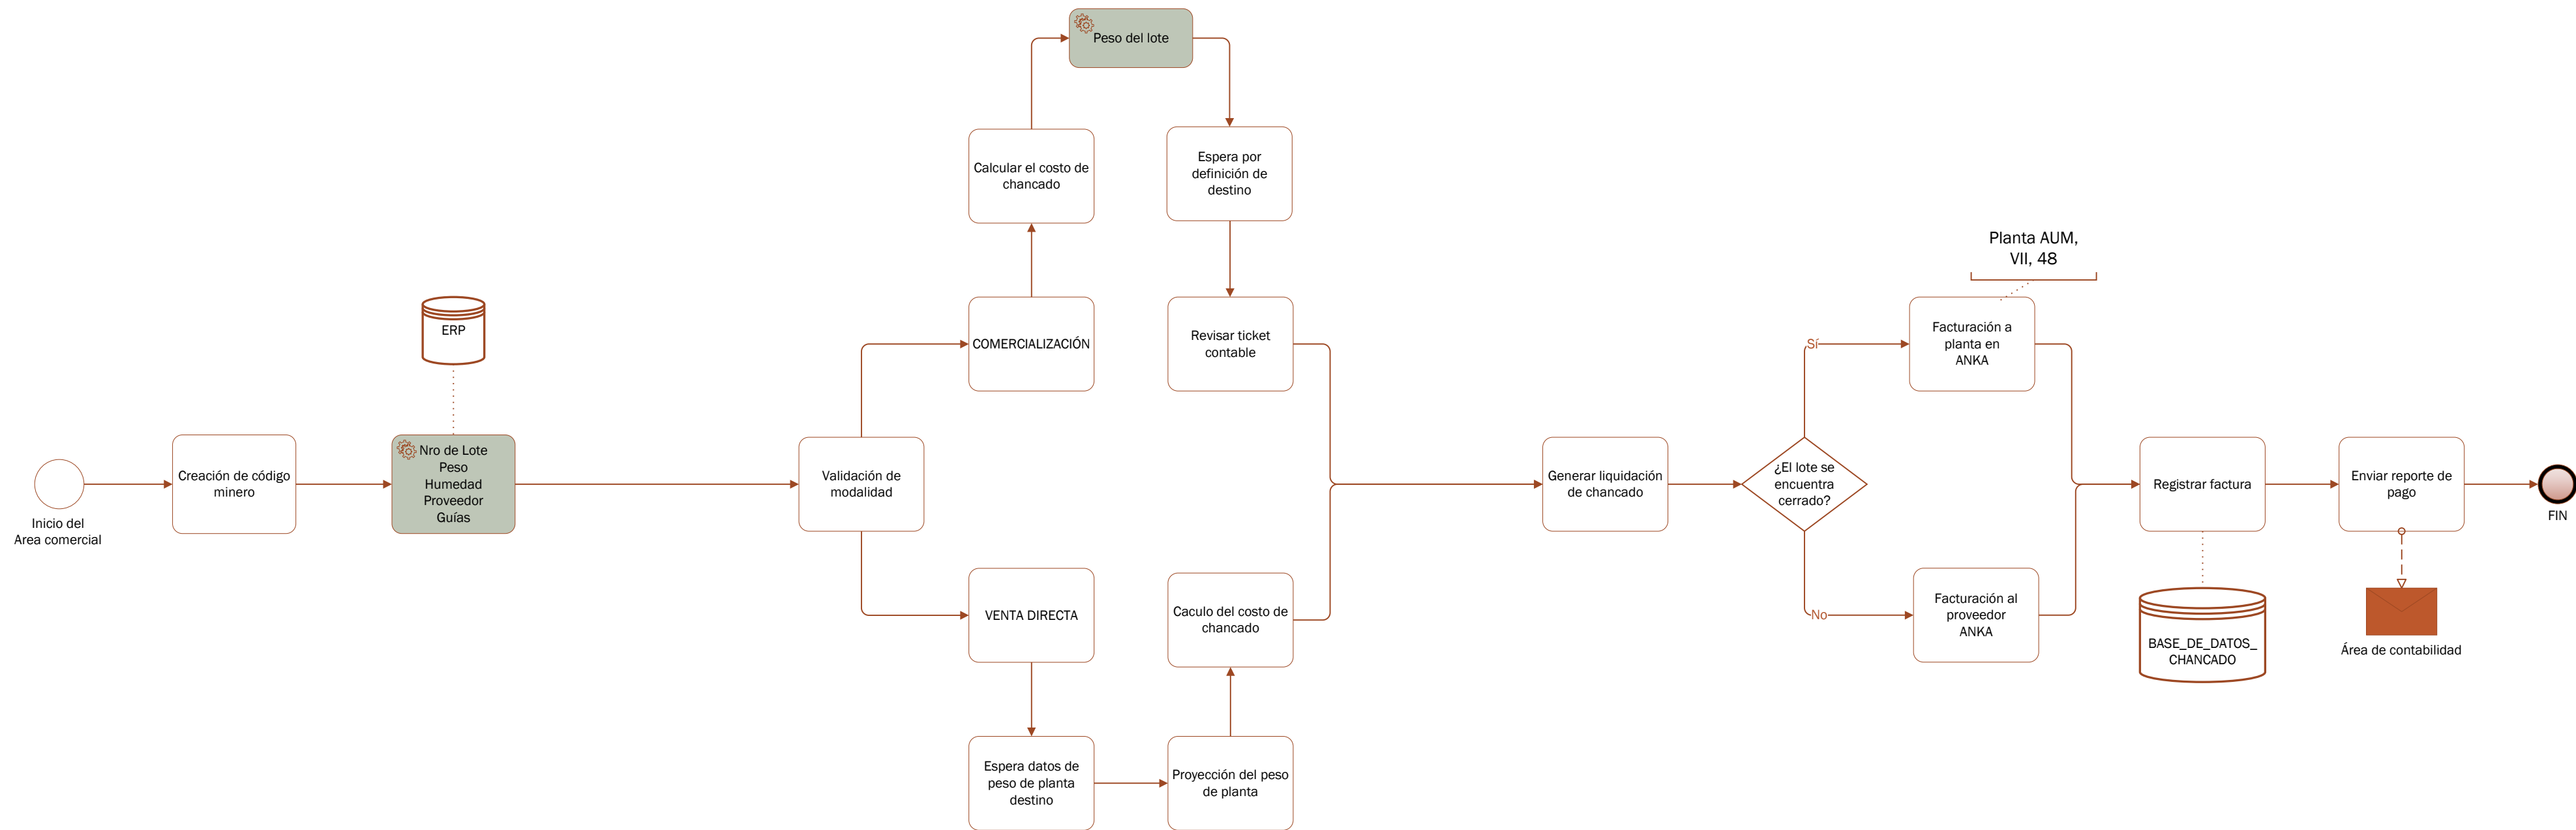 Peso del lote
Calcular el costo de
chancado
Espera por
definición de
destino
Planta AUM,
VII, 48
ERP
COMERCIALIZACIÓN
Revisar ticket
contable
Sí
Facturación a
planta en
ANKA
Inicio del
Area comercial
Creación de código
minero
Nro de Lote
Peso
Humedad
Proveedor
Guías
Validación de
modalidad
Generar liquidación
de chancado
¿El lote se
encuentra
cerrado?
Registrar factura
Enviar reporte de
pago
FIN
VENTA DIRECTA
Caculo del costo de
chancado
No
Facturación al
proveedor
ANKA
BASE_DE_DATOS_
CHANCADO
Área de contabilidad
Espera datos de
peso de planta
destino
Proyección del peso
de planta